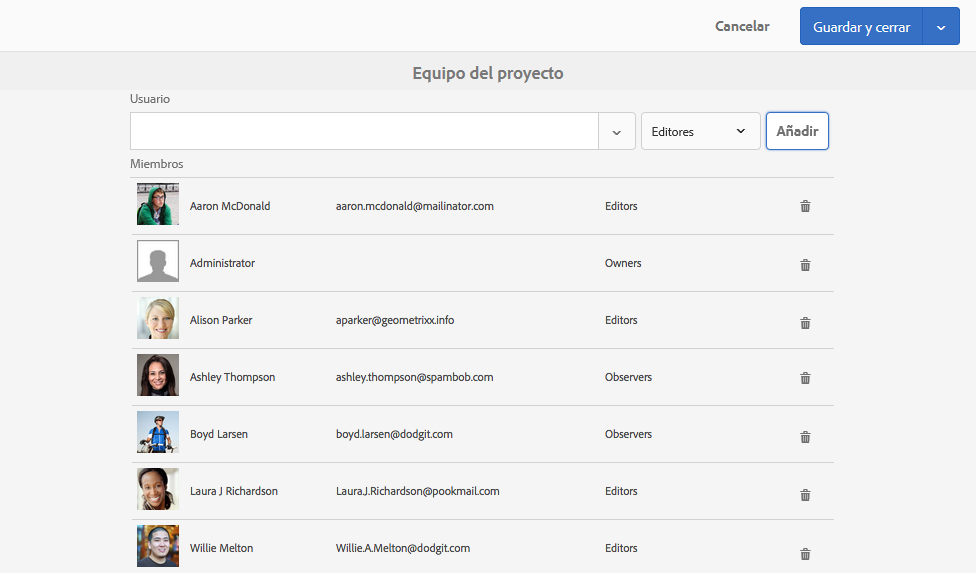 Cancelar
Guardar y cerrar
Equipo del proyecto
Usuario
Editores
Añadir
Miembros
Aaron McDonald aaron.mcdonald@mailinator.com Editors
Administrator Owners
Alison Parker aparker@geometrixx.info Editors
Ashley Thompson ashley.thompson@spambob.com Observers
Boyd Larsen boyd.larsen@dodgit.com Observers
Laura J Richardson Laura.J.Richardson@pookmail.com Editors
Willie Melton Willie.A.Melton@dodgit.com Editors